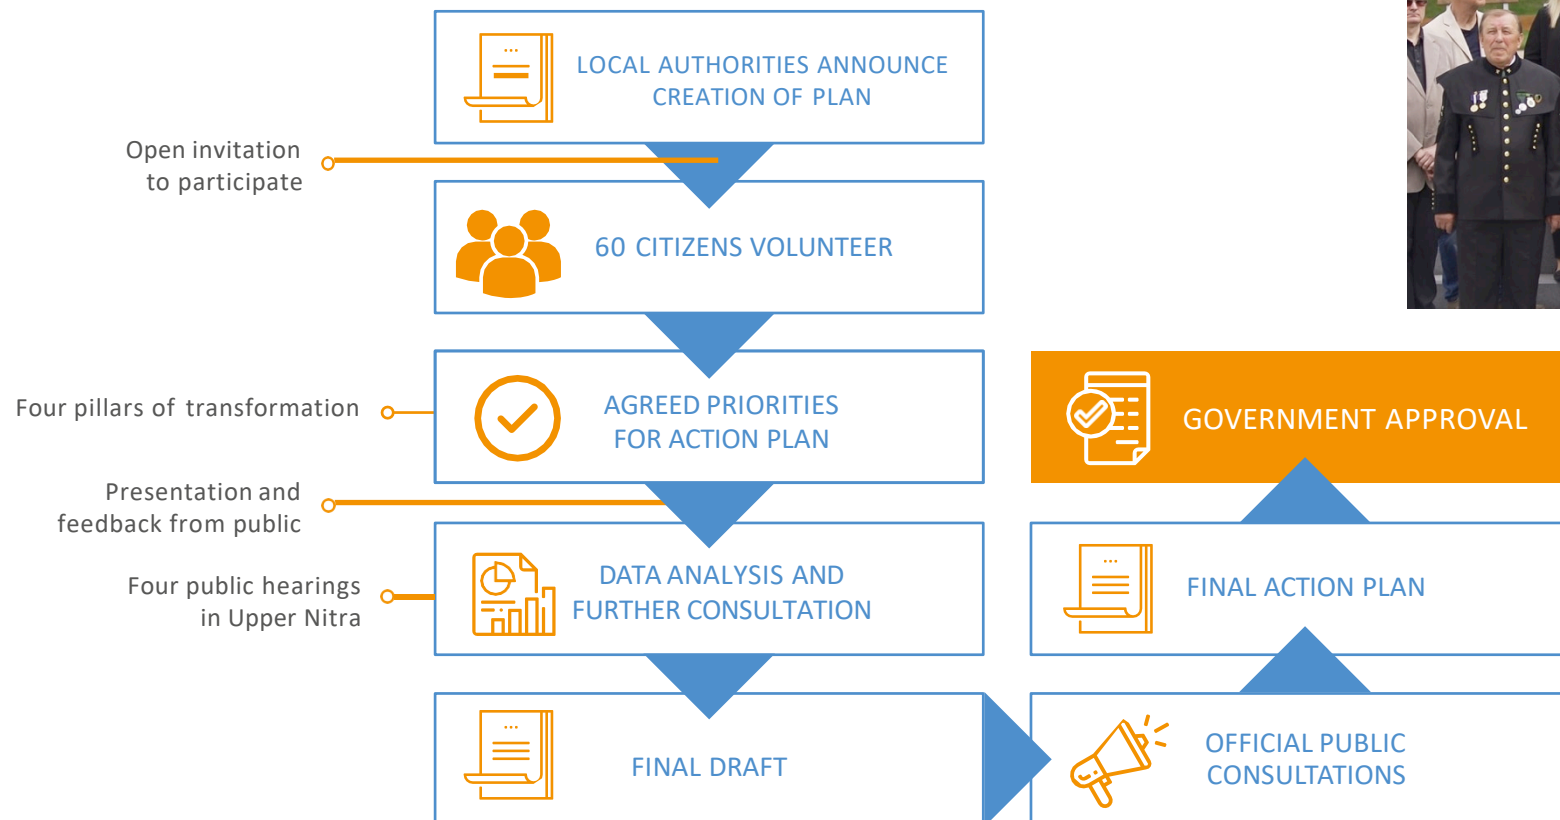 LOCAL AUTHORITIES ANNOUNCE
CREATION OF PLAN
Open invitation
to participate
60 CITIZENS VOLUNTEER
Four pillars of transformation
AGREED PRIORITIES
FOR ACTION PLAN
Presentation and
feedback from public
Four public hearings
in Upper Nitra
DATA ANALYSIS AND
FURTHER CONSULTATION
FINAL DRAFT
OFFICIAL PUBLIC
CONSULTATIONS
FINAL ACTION PLAN
GOVERNMENT APPROVAL